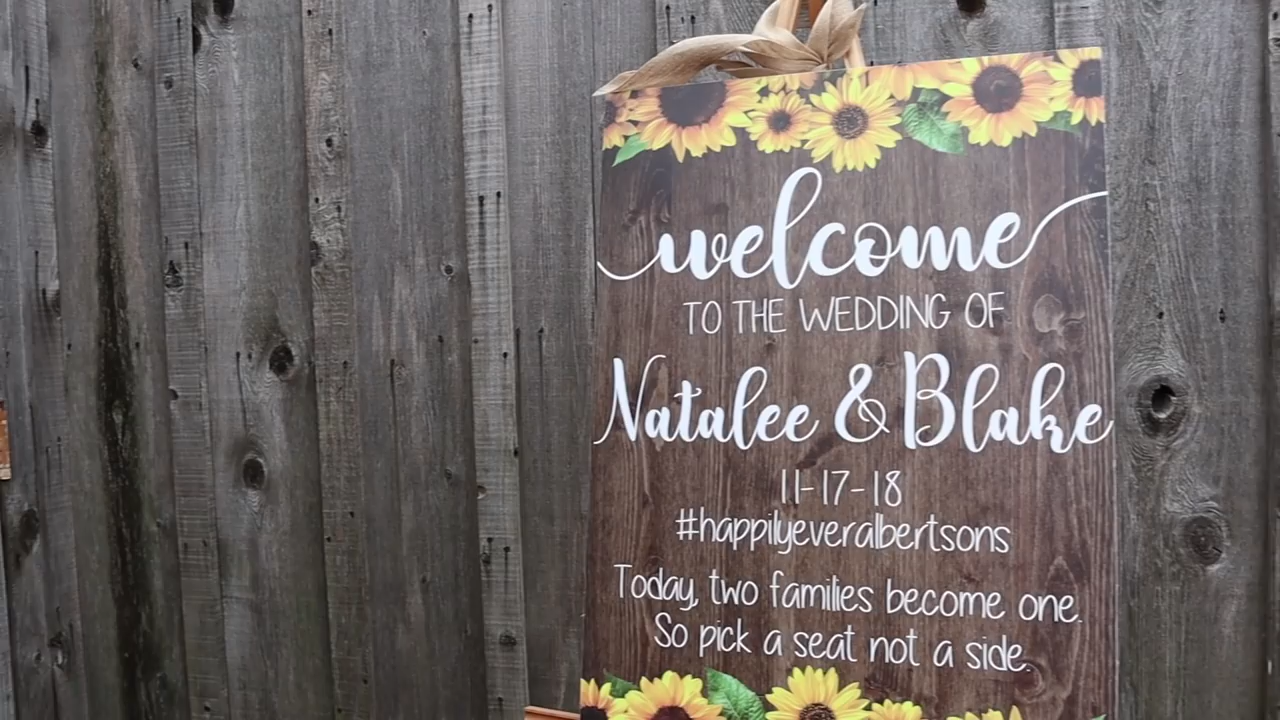 welcome
TO THE WEDDING OF
Natalee & Blake
11-17-18
#happilyeveralbertsons
Today, two families become one.
So pick a seat not a side.